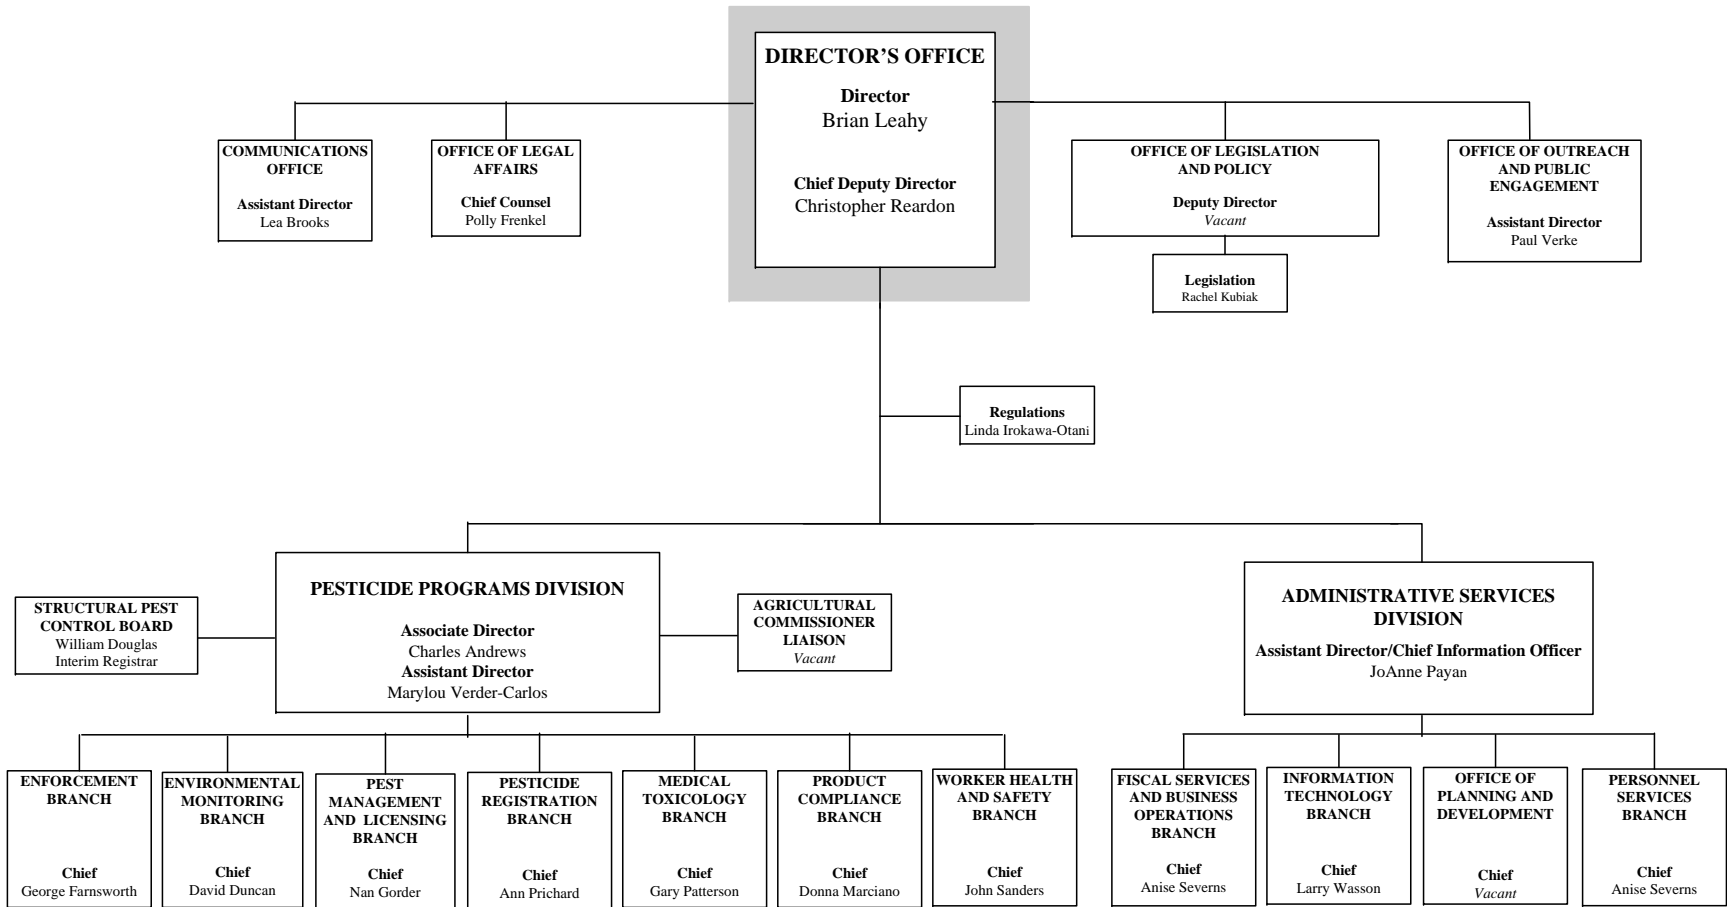 DIRECTOR'S OFFICE
Director
Brian Leahy
Chief Deputy Director
Christopher Reardon
COMMUNICATIONS
OFFICE
Assistant Director
Lea Brooks
OFFICE OF LEGAL
AFFAIRS
Chief Counsel
Polly Frenkel
OFFICE OF LEGISLATION
AND POLICY
Deputy Director
Vacant
Legislation
Rachel Kubiak
OFFICE OF OUTREACH
AND PUBLIC
ENGAGEMENT
Assistant Director
Paul Verke
Regulations
Linda Irokawa-Otani
STRUCTURAL PEST
CONTROL BOARD
William Douglas
Interim Registrar
PESTICIDE PROGRAMS DIVISION
Associate Director
Charles Andrews
Assistant Director
Marylou Verder-Carlos
AGRICULTURAL
COMMISSIONER
LIAISON
Vacant
ADMINISTRATIVE SERVICES
DIVISION
Assistant Director/Chief Information Officer
JoAnne Payan
ENFORCEMENT
BRANCH
Chief
George Farnsworth
ENVIRONMENTAL
MONITORING
BRANCH
Chief
David Duncan
PEST
MANAGEMENT
AND LICENSING
BRANCH
Chief
Nan Gorder
PESTICIDE
REGISTRATION
BRANCH
Chief
Ann Prichard
MEDICAL
TOXICOLOGY
BRANCH
Chief
Gary Patterson
PRODUCT
COMPLIANCE
BRANCH
Chief
Donna Marciano
WORKER HEALTH
AND SAFETY
BRANCH
Chief
John Sanders
FISCAL SERVICES
AND BUSINESS
OPERATIONS
BRANCH
Chief
Anise Severns
INFORMATION
TECHNOLOGY
BRANCH
Chief
Larry Wasson
OFFICE OF
PLANNING AND
DEVELOPMENT
Chief
Vacant
PERSONNEL
SERVICES
BRANCH
Chief
Anise Severns